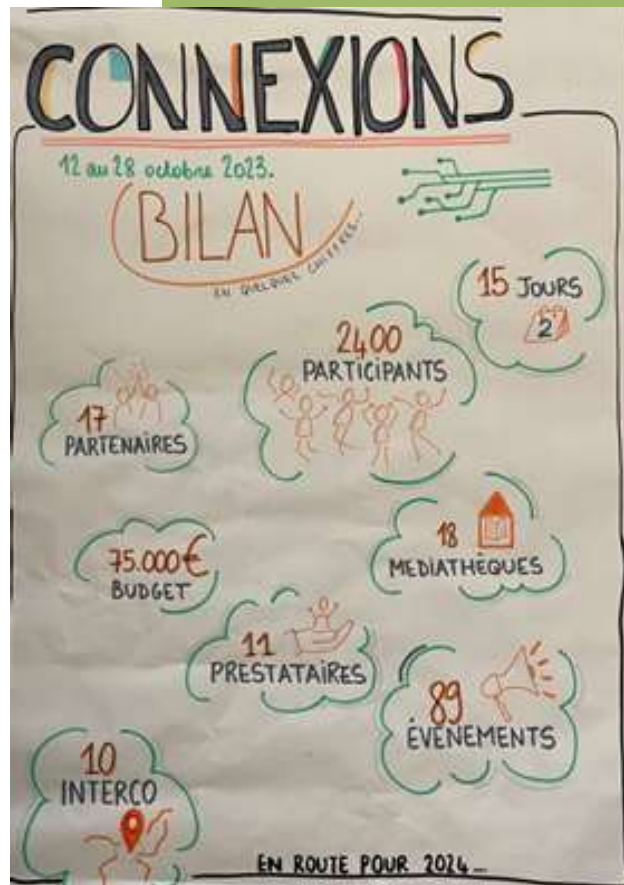 CONNEXIONS
12 au 28 octobre 2023.
BILAN
EN QUELQUES CHIFFRES...
15 JOURS
2
2400
PARTICIPANTS
17
PARTENAIRES
18
MEDIATHÈQUES
75.000€
BUDGET
11
PRESTATAIRES
89
ÉVENEMENTS
10
INTERCO
EN ROUTE POUR 2024...